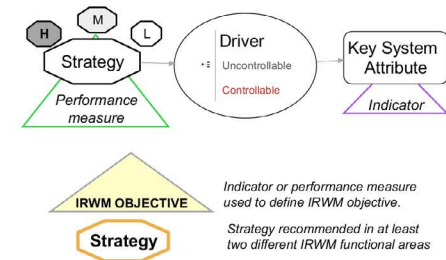 H
M
L
Strategy
Performance
measure
Driver
Uncontrollable
Controllable
Key System
Attribute
Indicator
IRWM OBJECTIVE
Indicator or performance measure
used to define IRWM objective.
Strategy
Strategy recommended in at least
two different IRWM functional areas